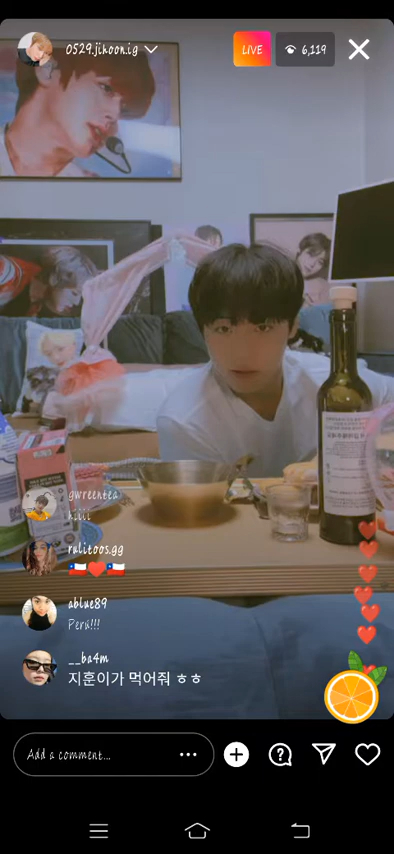 0529.jihoon.ig
LIVE
6,119
gwreentea
kiiii
rulitoos.gg
🇨🇱❤️🇨🇱
ablue89
Perú!!!
__ba4m
지훈이가 먹어줘 ㅎㅎ
Add a comment...